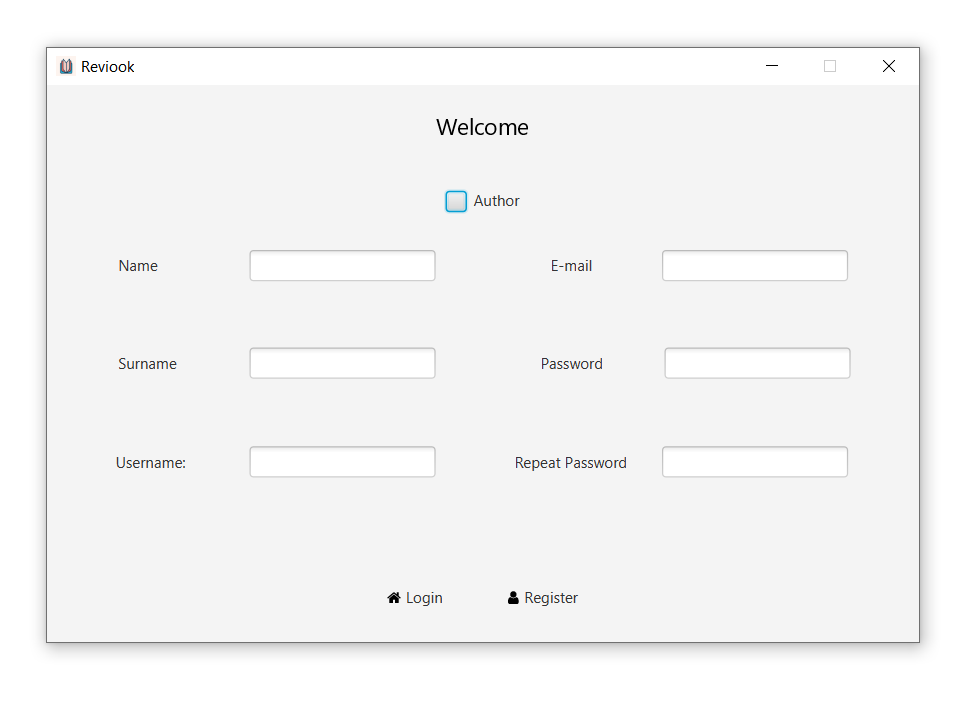 Reviook
Welcome
Author
Name
E-mail
Surname
Password
Username:
Repeat Password
Login
Register